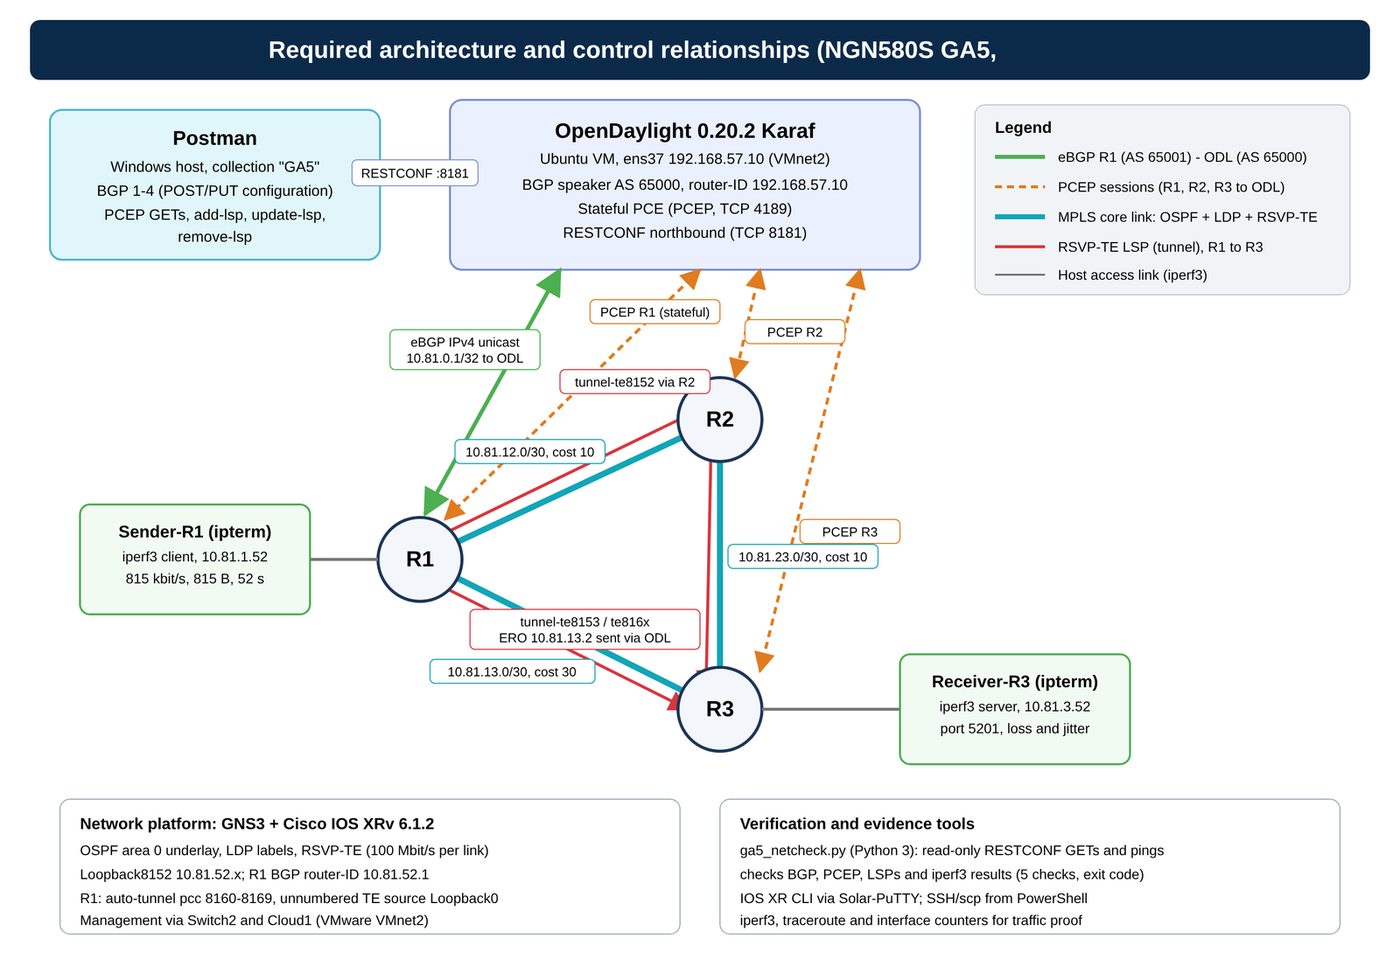 Required architecture and control relationships (NGN580S GA5,
Postman
Windows host, collection "GA5"
BGP 1-4 (POST/PUT configuration)
PCEP GETs, add-lsp, update-lsp,
remove-lsp
RESTCONF :8181
OpenDaylight 0.20.2 Karaf
Ubuntu VM, ens37 192.168.57.10 (VMnet2)
BGP speaker AS 65000, router-ID 192.168.57.10
Stateful PCE (PCEP, TCP 4189)
RESTCONF northbound (TCP 8181)
Legend
eBGP R1 (AS 65001) - ODL (AS 65000)
PCEP sessions (R1, R2, R3 to ODL)
MPLS core link: OSPF + LDP + RSVP-TE
RSVP-TE LSP (tunnel), R1 to R3
Host access link (iperf3)
PCEP R1 (stateful)
PCEP R2
eBGP IPv4 unicast
10.81.0.1/32 to ODL
tunnel-te8152 via R2
R2
10.81.12.0/30, cost 10
Sender-R1 (ipterm)
iperf3 client, 10.81.1.52
815 kbit/s, 815 B, 52 s
R1
PCEP R3
10.81.23.0/30, cost 10
tunnel-te8153 / te816x
ERO 10.81.13.2 sent via ODL
10.81.13.0/30, cost 30
R3
Receiver-R3 (ipterm)
iperf3 server, 10.81.3.52
port 5201, loss and jitter
Network platform: GNS3 + Cisco IOS XRv 6.1.2
OSPF area 0 underlay, LDP labels, RSVP-TE (100 Mbit/s per link)
Loopback8152 10.81.52.x; R1 BGP router-ID 10.81.52.1
R1: auto-tunnel pcc 8160-8169, unnumbered TE source Loopback0
Management via Switch2 and Cloud1 (VMware VMnet2)
Verification and evidence tools
ga5_netcheck.py (Python 3): read-only RESTCONF GETs and pings
checks BGP, PCEP, LSPs and iperf3 results (5 checks, exit code)
IOS XR CLI via Solar-PuTTY; SSH/scp from PowerShell
iperf3, traceroute and interface counters for traffic proof